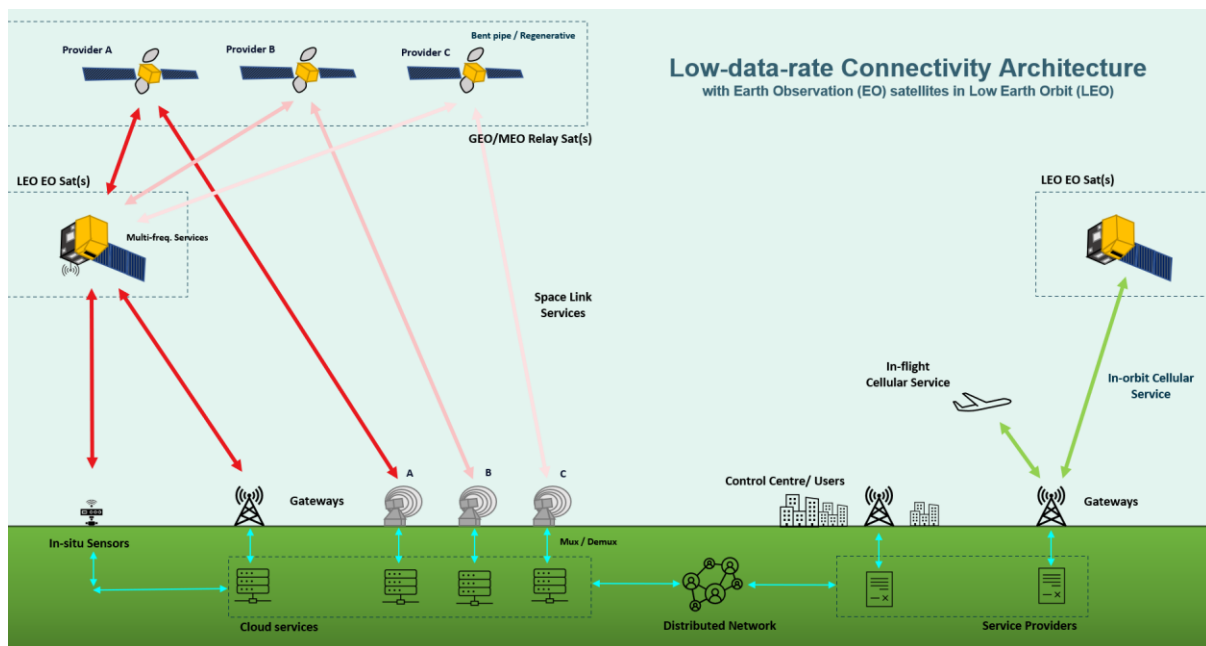 Bent pipe / Regenerative
Provider A
Provider B
Provider C
Low-data-rate Connectivity Architecture
with Earth Observation (EO) satellites in Low Earth Orbit (LEO)
GEO/MEO Relay Sat(s)
LEO EO Sat(s)
LEO EO Sat(s)
Multi-freq. Services
Space Link
Services
In-flight
Cellular Service
In-orbit Cellular
Service
A
B
C
Control Centre/ Users
Gateways
Gateways
In-situ Sensors
Mux / Demux
Cloud services
Distributed Network
Service Providers